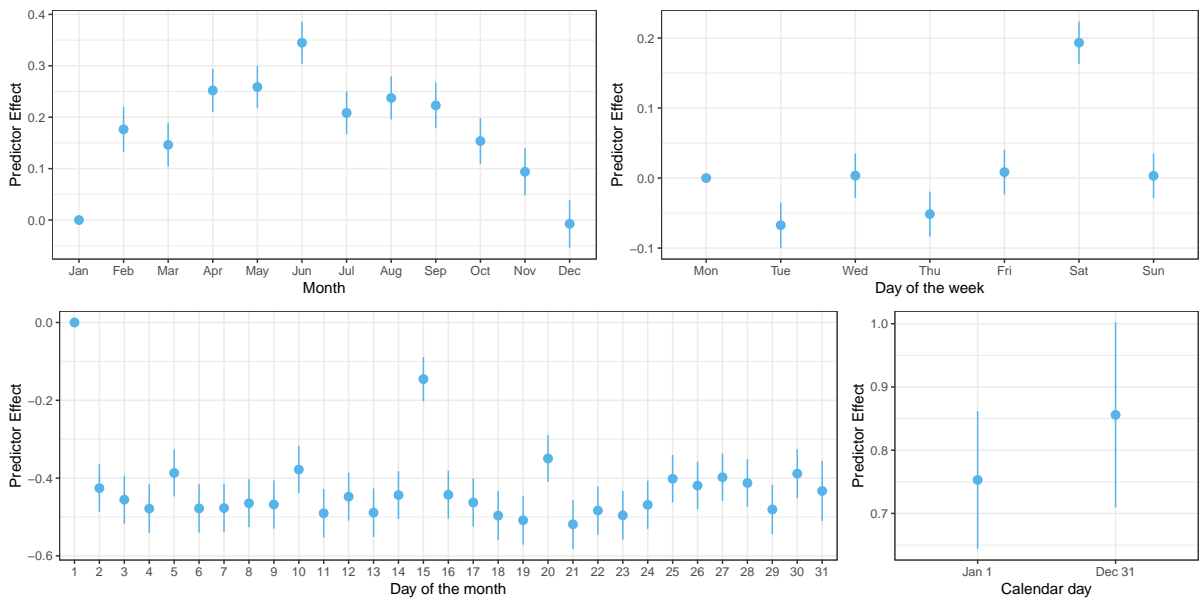 Predictor Effect
0.4
0.3
0.2
0.1
0.0
Jan Feb Mar Apr May Jun Jul Aug Sep Oct Nov Dec
Month
Predictor Effect
0.2
0.1
0.0
−0.1
Mon Tue Wed Thu Fri Sat Sun
Day of the week
Predictor Effect
0.0
−0.2
−0.4
−0.6
1 2 3 4 5 6 7 8 9 10 11 12 13 14 15 16 17 18 19 20 21 22 23 24 25 26 27 28 29 30 31
Day of the month
Predictor Effect
1.0
0.9
0.8
0.7
Jan 1 Dec 31
Calendar day